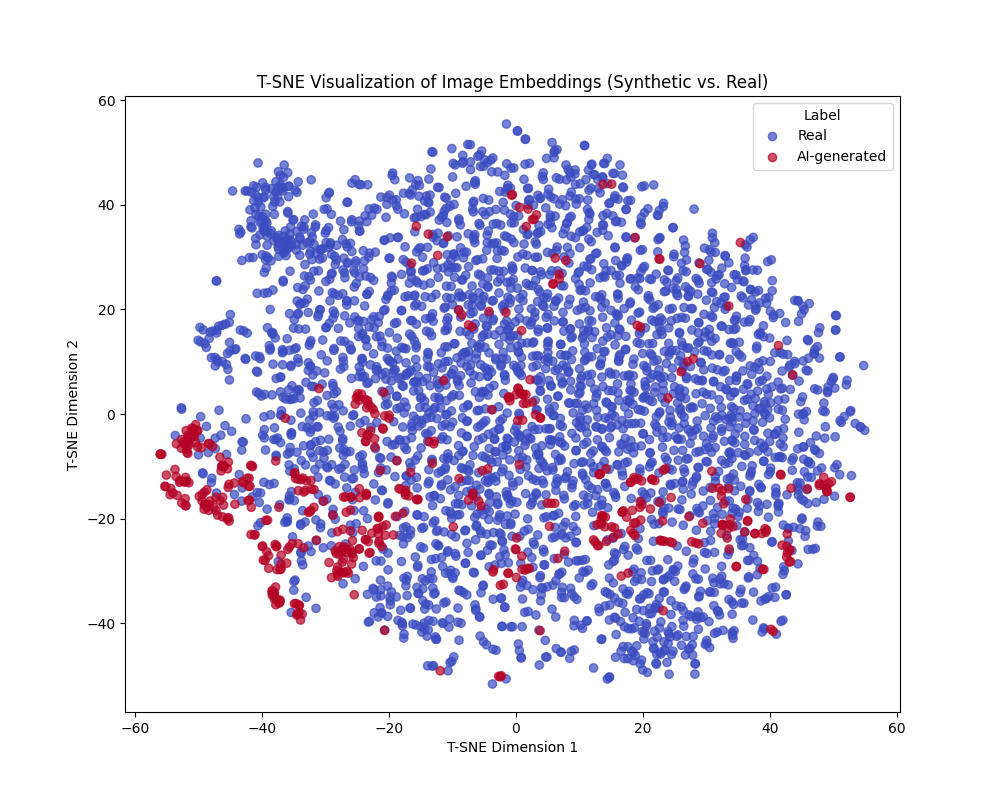 T-SNE Visualization of Image Embeddings (Synthetic vs. Real)
Label
Real
AI-generated
60
40
20
0
−20
−40
T-SNE Dimension 2
−60
−40
−20
0
20
40
60
T-SNE Dimension 1